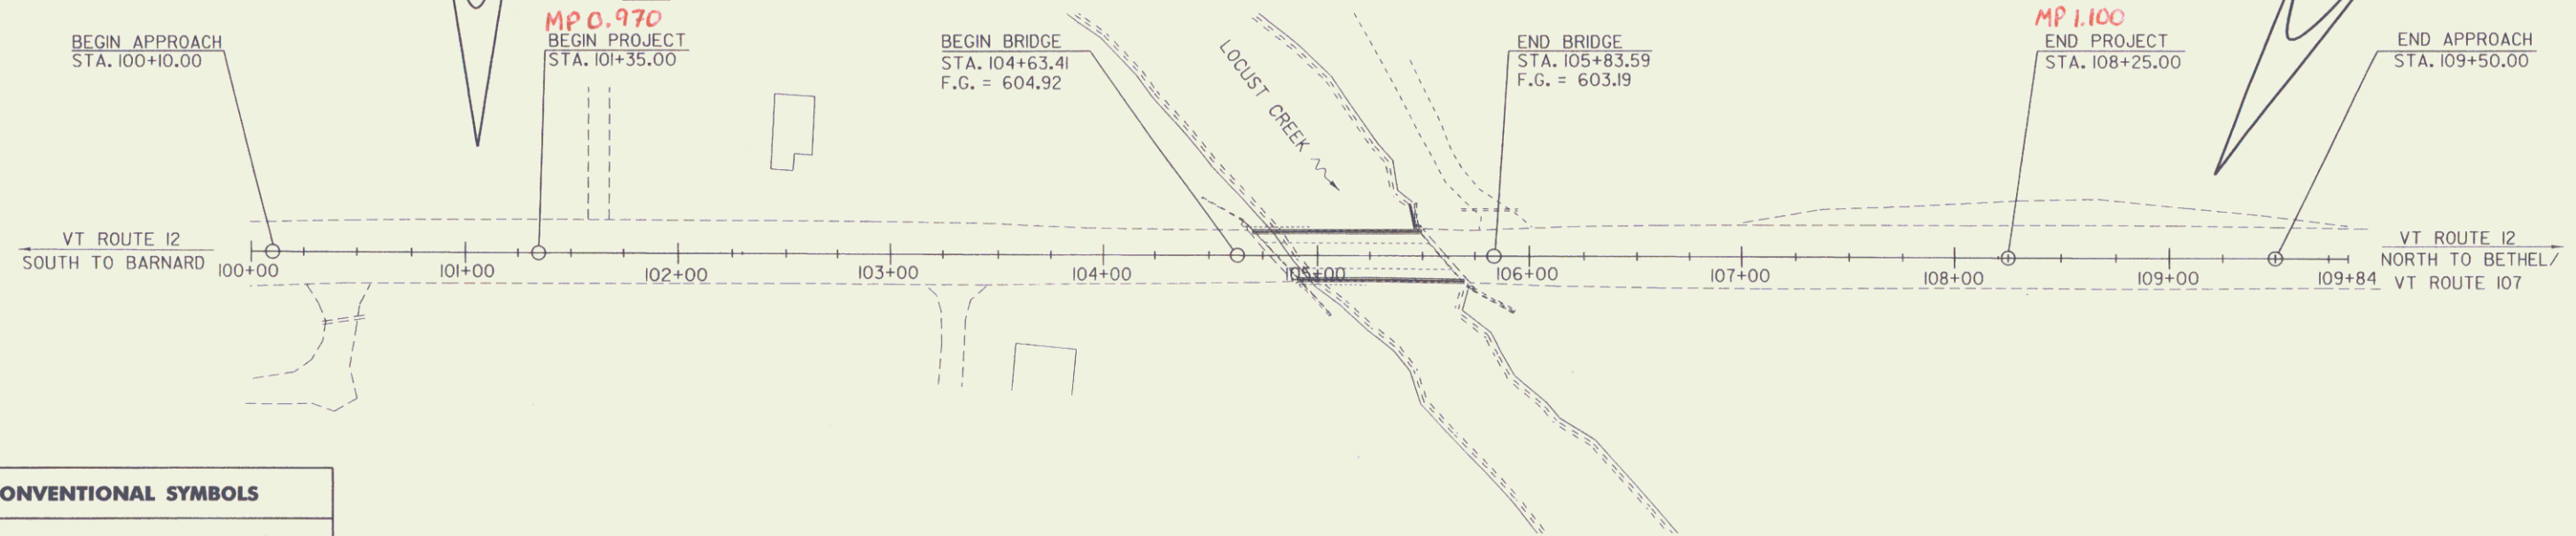 MP 0.970
MP 1.100
BEGIN APPROACH
STA. 100+10.00
BEGIN PROJECT
STA. 101+35.00
BEGIN BRIDGE
STA. 104+63.41
F.G. = 604.92
LOCUST CREEK
END BRIDGE
STA. 105+83.59
F.G. = 603.19
END PROJECT
STA. 108+25.00
END APPROACH
STA. 109+50.00
VT ROUTE 12
SOUTH TO BARNARD
100+00
101+00
102+00
103+00
104+00
105+00
106+00
107+00
108+00
109+00
109+84
VT ROUTE 12
NORTH TO BETHEL/
VT ROUTE 107
ONVENTIONAL SYMBOLS